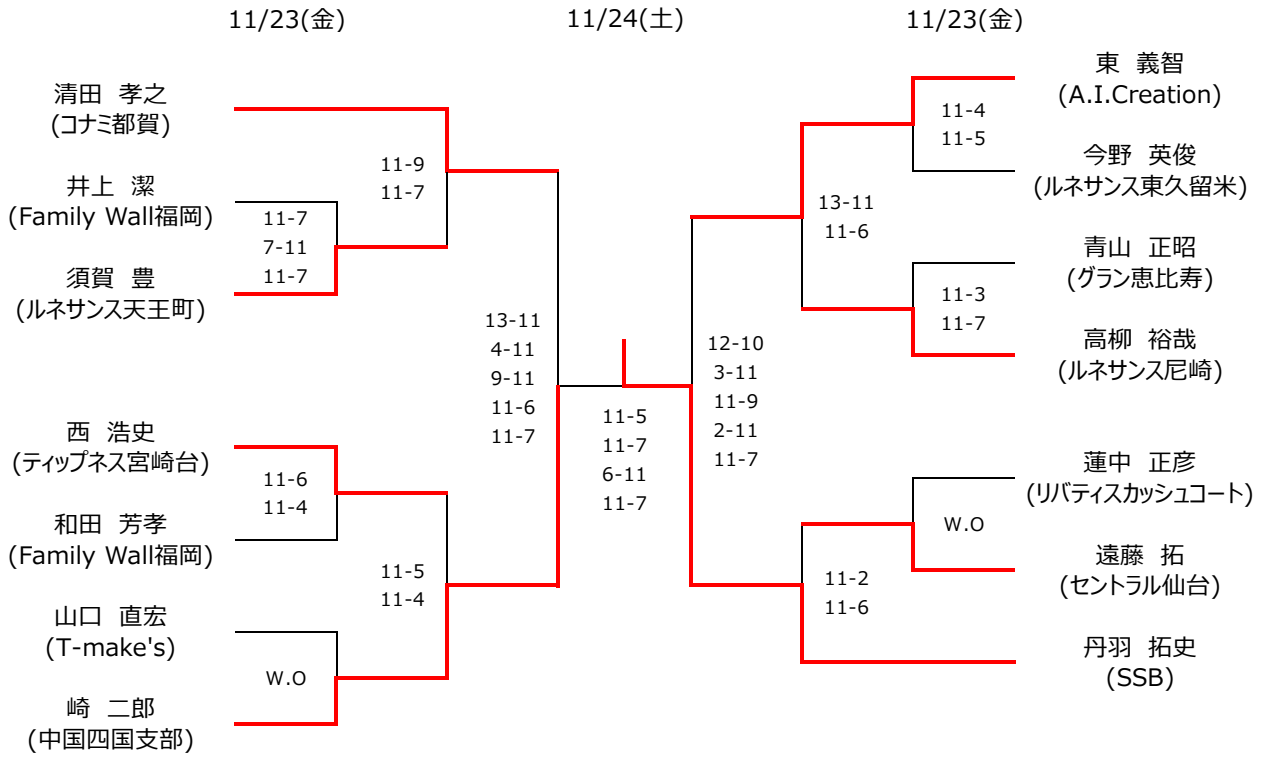 11/23(金)
11/24(土)
11/23(金)
清田 孝之
(コナミ都賀)
井上 潔
(Family Wall福岡)
須賀 豊
(ルネサンス天王町)
西 浩史
(ティップネス宮崎台)
和田 芳孝
(Family Wall福岡)
山口 直宏
(T-make's)
崎 二郎
(中国四国支部)
11-7
7-11
11-7
11-6
11-4
W.O
11-9
11-7
11-5
11-4
13-11
4-11
9-11
11-6
11-7
11-5
11-7
6-11
11-7
12-10
3-11
11-9
2-11
11-7
13-11
11-6
11-2
11-6
11-4
11-5
11-3
11-7
W.O
東 義智
(A.I.Creation)
今野 英俊
(ルネサンス東久留米)
青山 正昭
(グラン恵比寿)
高柳 裕哉
(ルネサンス尼崎)
蓮中 正彦
(リバティスカッシュコート)
遠藤 拓
(セントラル仙台)
丹羽 拓史
(SSB)